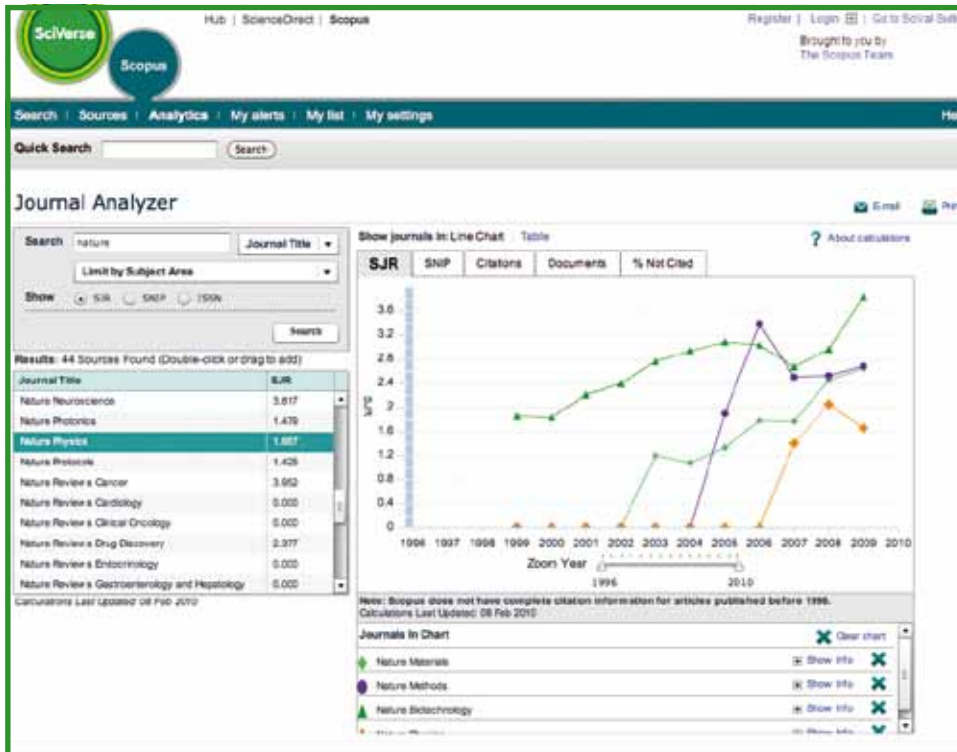 SciVerse
Scopus
Hub | ScienceDirect | Scopus
Register | Login | Go to SciVal Suite
Brought to you by
The Scopus Team
Search | Sources | Analytics | My alerts | My list | My settings
Quick Search Search
Journal Analyzer
E-mail
Search nature Journal Title
Limit by Subject Area
Show SJR SNIP ISSN
Search
Results: 44 Sources Found (Double-click or drag to add)
Journal Title SJR
Nature Neuroscience 3.817
Nature Photonics 1.479
Nature Physics
Nature Protocols
Nature Reviews Cancer 3.952
Nature Reviews Cardiology 0.000
Nature Reviews Clinical Oncology 0.000
Nature Reviews Drug Discovery 2.377
Nature Reviews Endocrinology 0.000
Nature Reviews Gastroenterology and Hepatology 0.000
Calculations Last Updated: 08 Feb 2010
Show journals in: Line Chart Table
? About calculations
SJR SNIP Citations Documents % Not Cited
3.6
3.2
2.8
2.4
2
1.6
1.2
0.8
0.4
0
SJR
1996 1997 1998 1999 2000 2001 2002 2003 2004 2005 2006 2007 2008 2009 2010
Zoom Year
1996 2010
Note: Scopus does not have complete citation information for articles published before 1996.
Calculations Last Updated: 08 Feb 2010
Journals in Chart Clear chart
Nature Materials Show info
Nature Methods Show info
Nature Biotechnology Show info